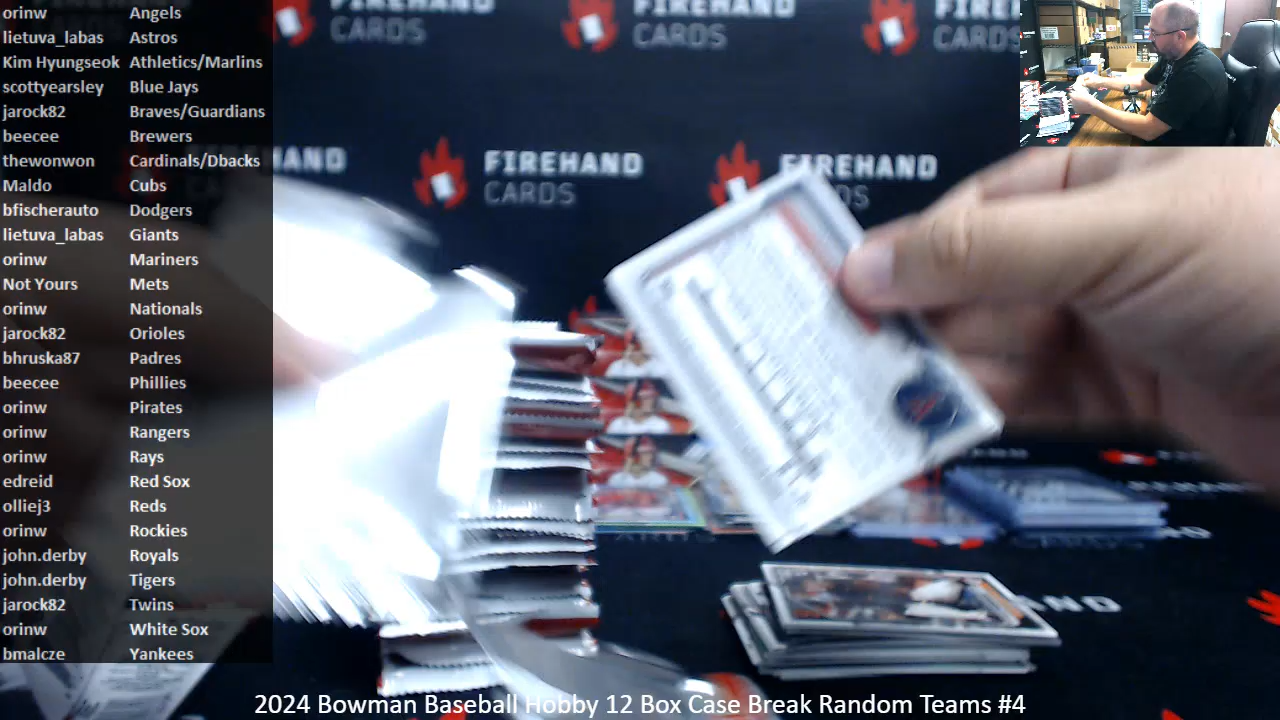 orinw Angels
lietuva_labas Astros
Kim Hyungseok Athletics/Marlins
scottyearsley Blue Jays
jarock82 Braves/Guardians
beecee Brewers
thewonwon Cardinals/Dbacks
Maldo Cubs
bfischerauto Dodgers
lietuva_labas Giants
orinw Mariners
Not Yours Mets
orinw Nationals
jarock82 Orioles
bhruska87 Padres
beecee Phillies
orinw Pirates
orinw Rangers
orinw Rays
edreid Red Sox
olliej3 Reds
orinw Rockies
john.derby Royals
john.derby Tigers
jarock82 Twins
orinw White Sox
bmalcze Yankees
FIREHAND
CARDS
CARDS
CARDS
CARDS
FIREHAND
CARDS
FIREHAND
2024 Bowman Baseball Hobby 12 Box Case Break Random Teams #4